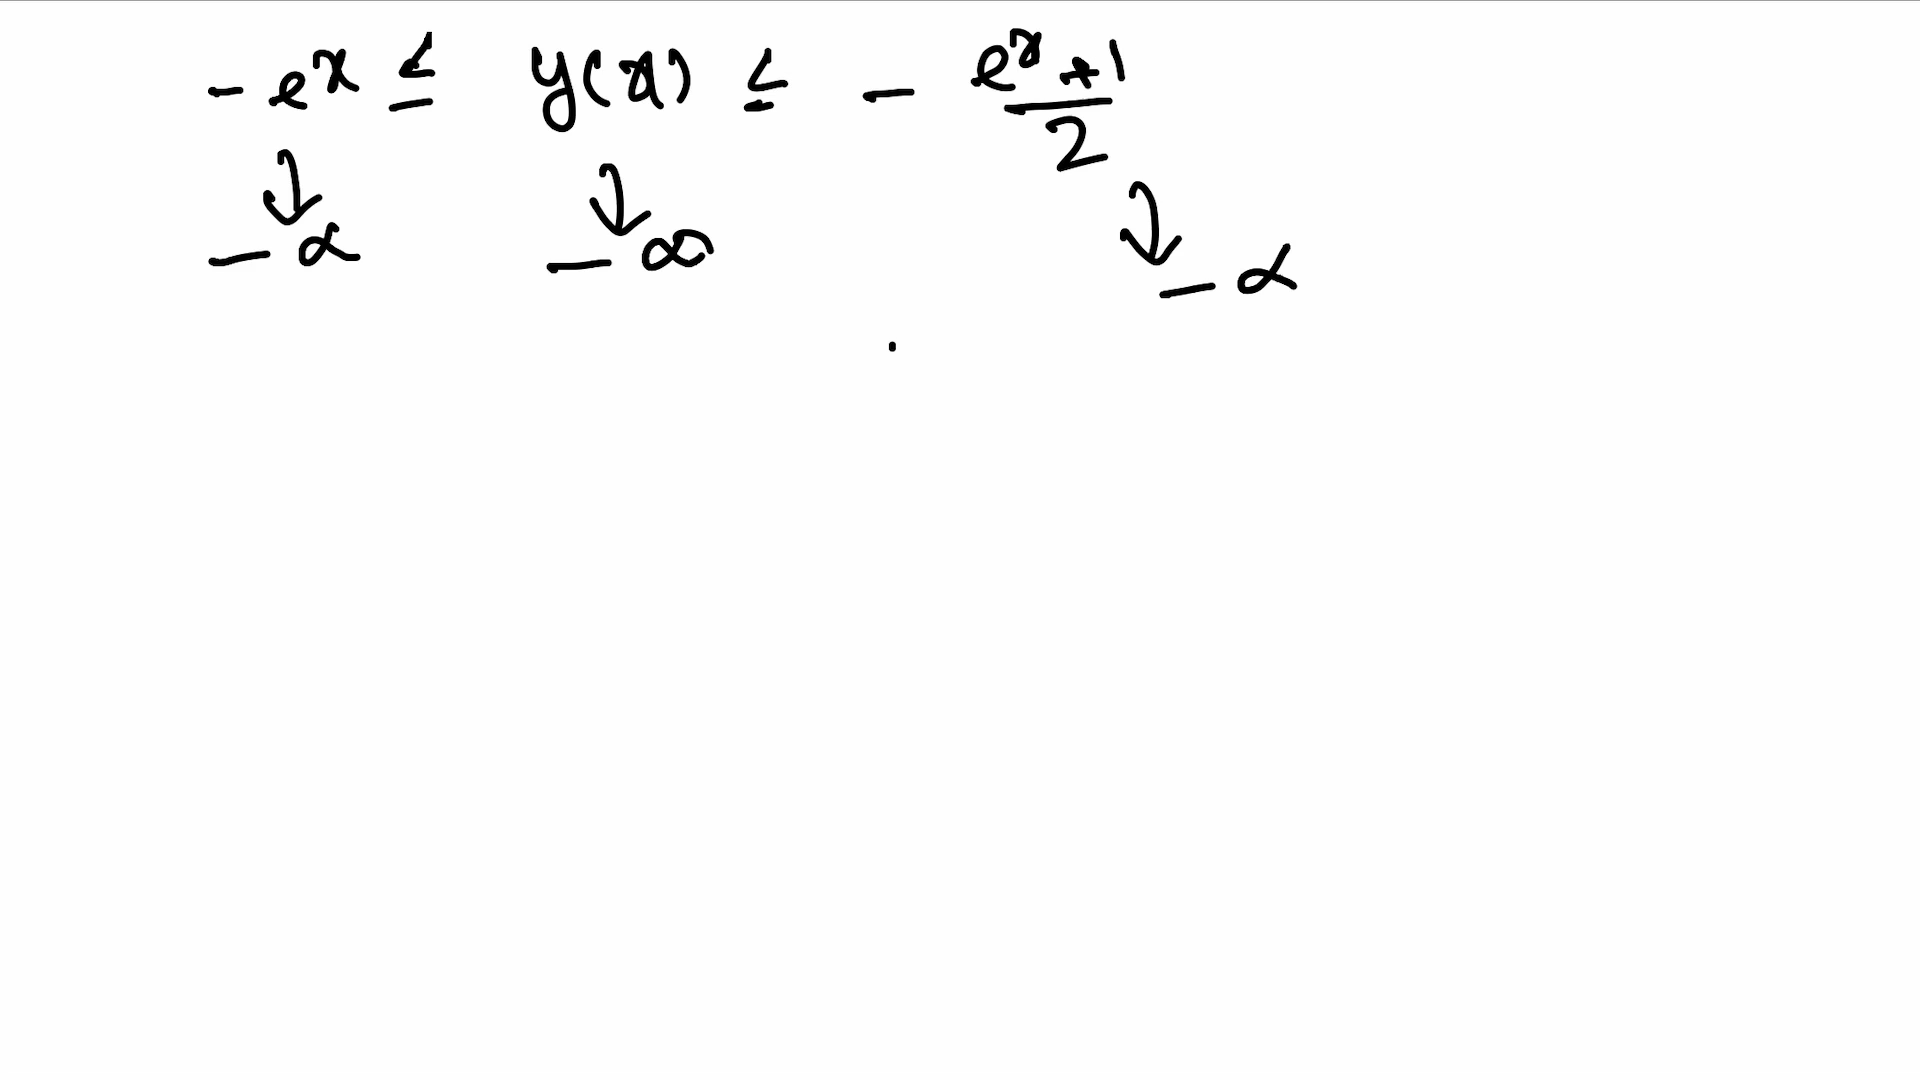 -e^x ≤ y(x) ≤ - (e^x + 1)/2
↓ ↓ ↓
-∝ -∞ -∝